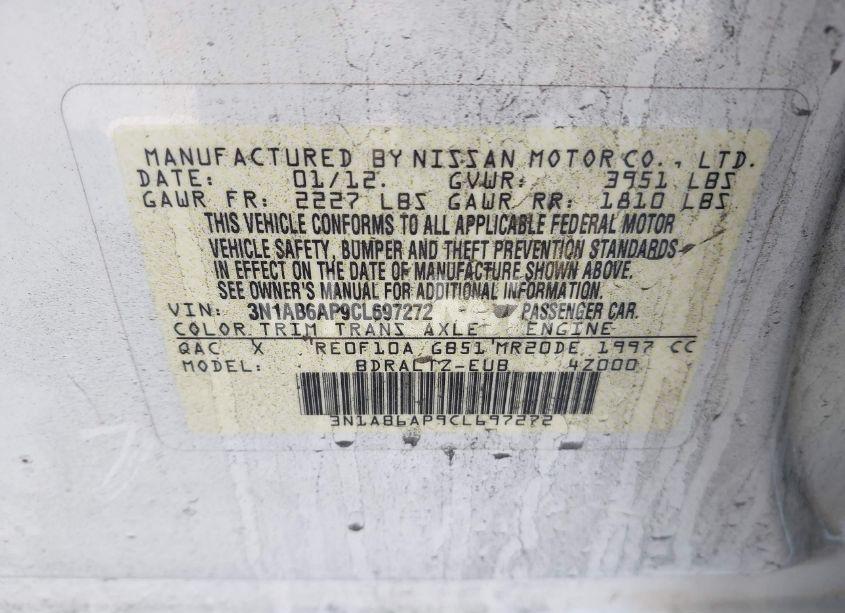 MANUFACTURED BY NISSAN MOTOR CO., LTD.
DATE: 01/12. GVWR: 3951 LBS
GAWR FR: 2227 LBS GAWR RR: 1810 LBS
THIS VEHICLE CONFORMS TO ALL APPLICABLE FEDERAL MOTOR
VEHICLE SAFETY, BUMPER AND THEFT PREVENTION STANDARDS
IN EFFECT ON THE DATE OF MANUFACTURE SHOWN ABOVE.
SEE OWNER'S MANUAL FOR ADDITIONAL INFORMATION.
VIN: 3N1AB6AP9CL697272 PASSENGER CAR.
COLOR TRIM TRANS AXLE ENGINE
QAC X RE0F10A GB51 MR20DE 1997 CC
MODEL: BDRALTZ-EUB 4Z000
3N1AB6AP9CL697272